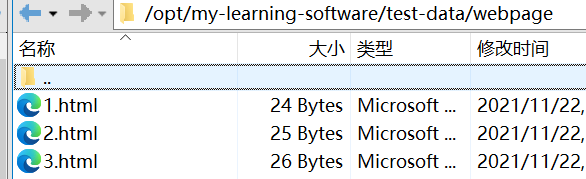 /opt/my-learning-software/test-data/webpage
名称 大小 类型 修改时间
..
1.html 24 Bytes Microsoft ... 2021/11/22,
2.html 25 Bytes Microsoft ... 2021/11/22,
3.html 26 Bytes Microsoft ... 2021/11/22,